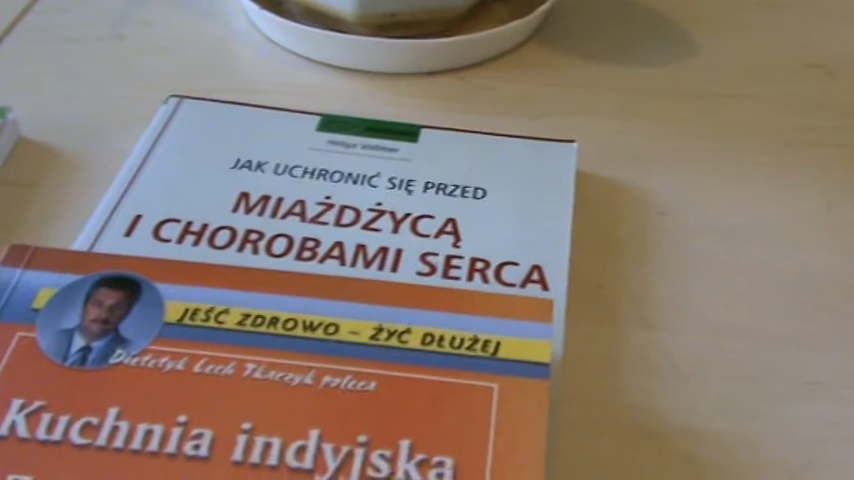 Helga Vollmer
JAK UCHRONIĆ SIĘ PRZED
MIAŻDŻYCĄ
I CHOROBAMI SERCA
JEŚĆ ZDROWO – ŻYĆ DŁUŻEJ
Dietetyk Lech Tkaczyk poleca
Kuchnia indyjska